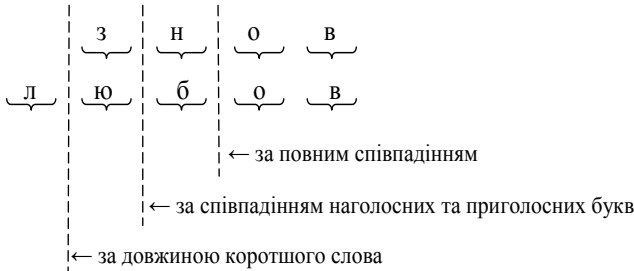 з н о в
л ю б о в
← за повним співпадінням
← за співпадінням наголосних та приголосних букв
← за довжиною коротшого слова